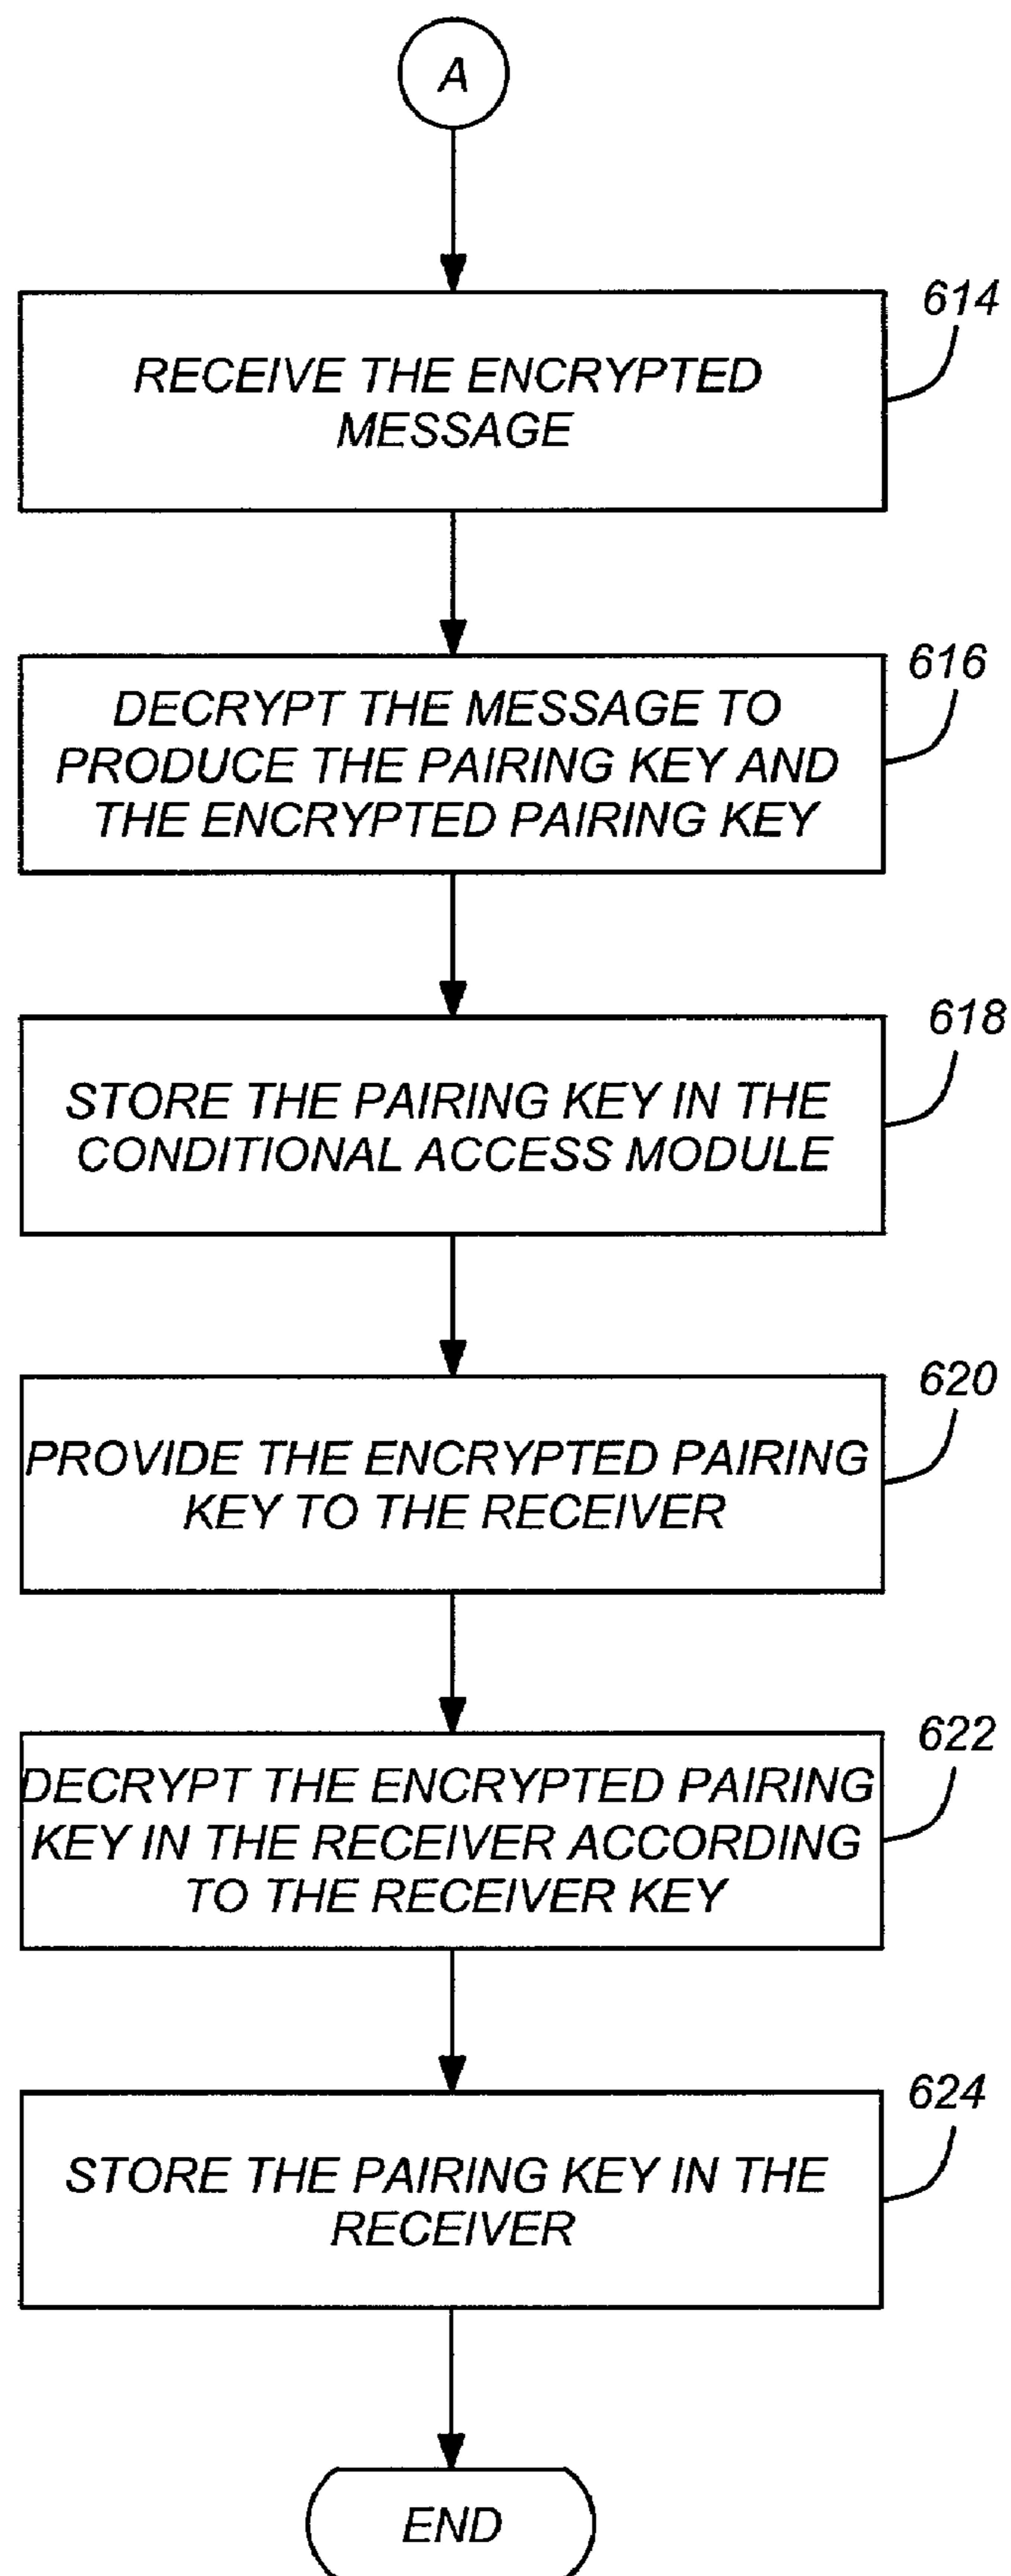 A
614
RECEIVE THE ENCRYPTED
MESSAGE
616
DECRYPT THE MESSAGE TO
PRODUCE THE PAIRING KEY AND
THE ENCRYPTED PAIRING KEY
618
STORE THE PAIRING KEY IN THE
CONDITIONAL ACCESS MODULE
620
PROVIDE THE ENCRYPTED PAIRING
KEY TO THE RECEIVER
622
DECRYPT THE ENCRYPTED PAIRING
KEY IN THE RECEIVER ACCORDING
TO THE RECEIVER KEY
624
STORE THE PAIRING KEY IN THE
RECEIVER
END